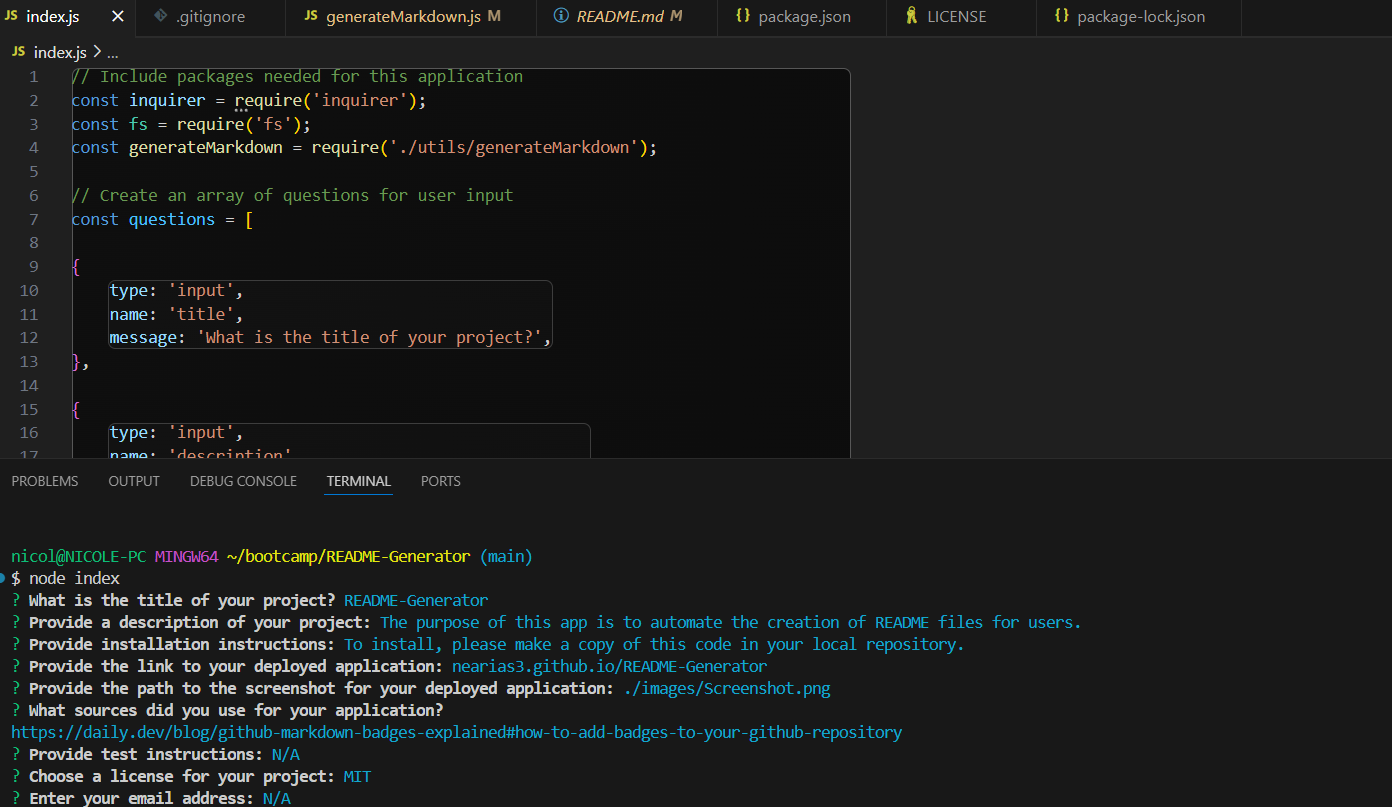 JS index.js × .gitignore JS generateMarkdown.js M README.md M {} package.json LICENSE {} package-lock.json
JS index.js > ...
1 // Include packages needed for this application
2 const inquirer = require('inquirer');
3 const fs = require('fs');
4 const generateMarkdown = require('./utils/generateMarkdown');
5
6 // Create an array of questions for user input
7 const questions = [
8
9 {
10 type: 'input',
11 name: 'title',
12 message: 'What is the title of your project?',
13 },
14
15 {
16 type: 'input',
17 name: 'description'
PROBLEMS OUTPUT DEBUG CONSOLE TERMINAL PORTS
nicol@NICOLE-PC MINGW64 ~/bootcamp/README-Generator (main)
$ node index
? What is the title of your project? README-Generator
? Provide a description of your project: The purpose of this app is to automate the creation of README files for users.
? Provide installation instructions: To install, please make a copy of this code in your local repository.
? Provide the link to your deployed application: nearias3.github.io/README-Generator
? Provide the path to the screenshot for your deployed application: ./images/Screenshot.png
? What sources did you use for your application?
https://daily.dev/blog/github-markdown-badges-explained#how-to-add-badges-to-your-github-repository
? Provide test instructions: N/A
? Choose a license for your project: MIT
? Enter your email address: N/A